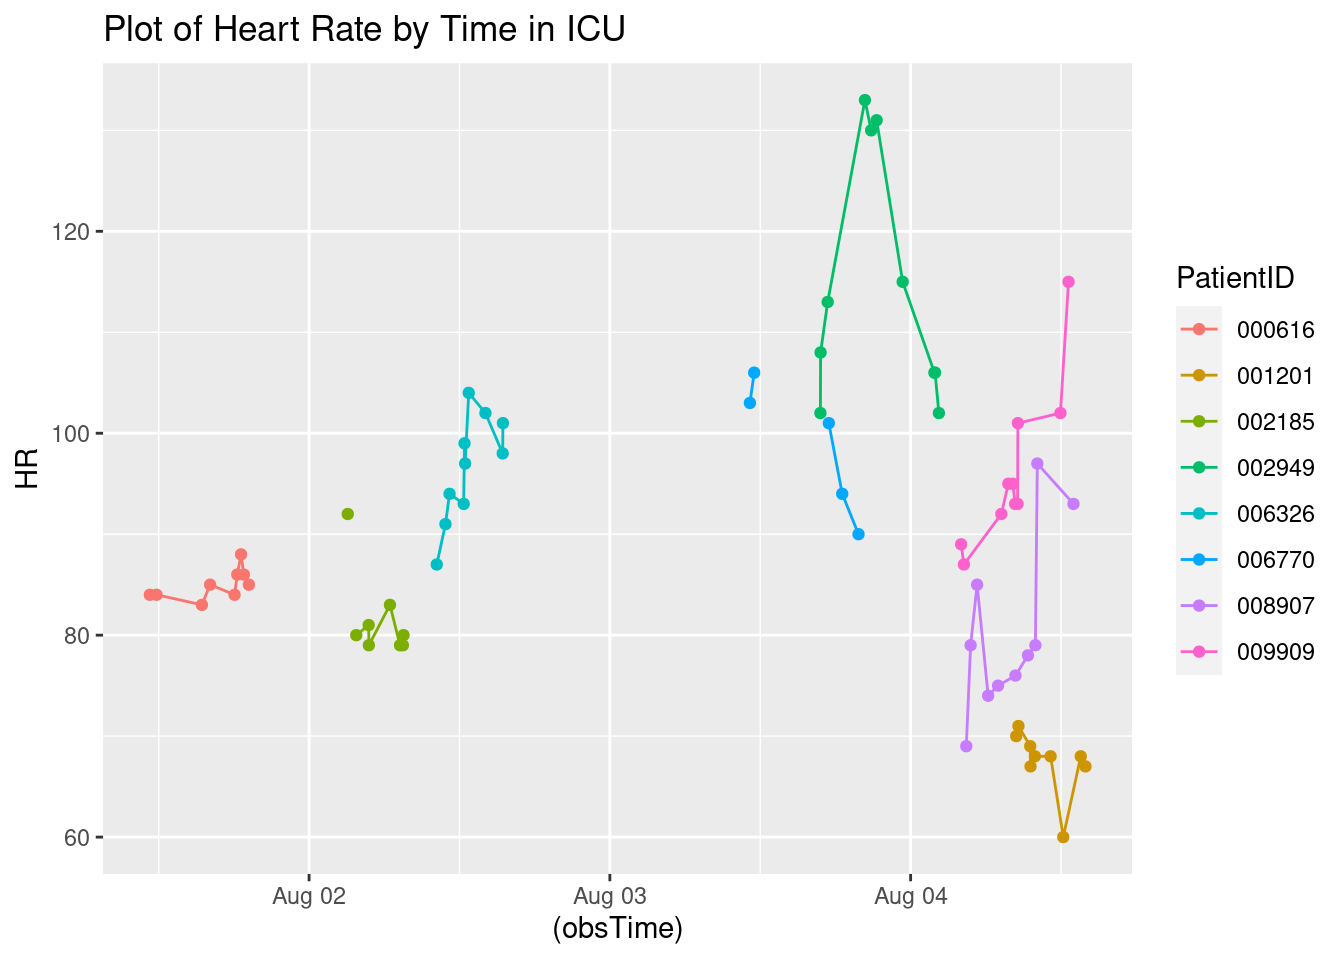 Plot of Heart Rate by Time in ICU
HR
120
100
80
60
Aug 02
Aug 03
Aug 04
(obsTime)
PatientID
000616
001201
002185
002949
006326
006770
008907
009909